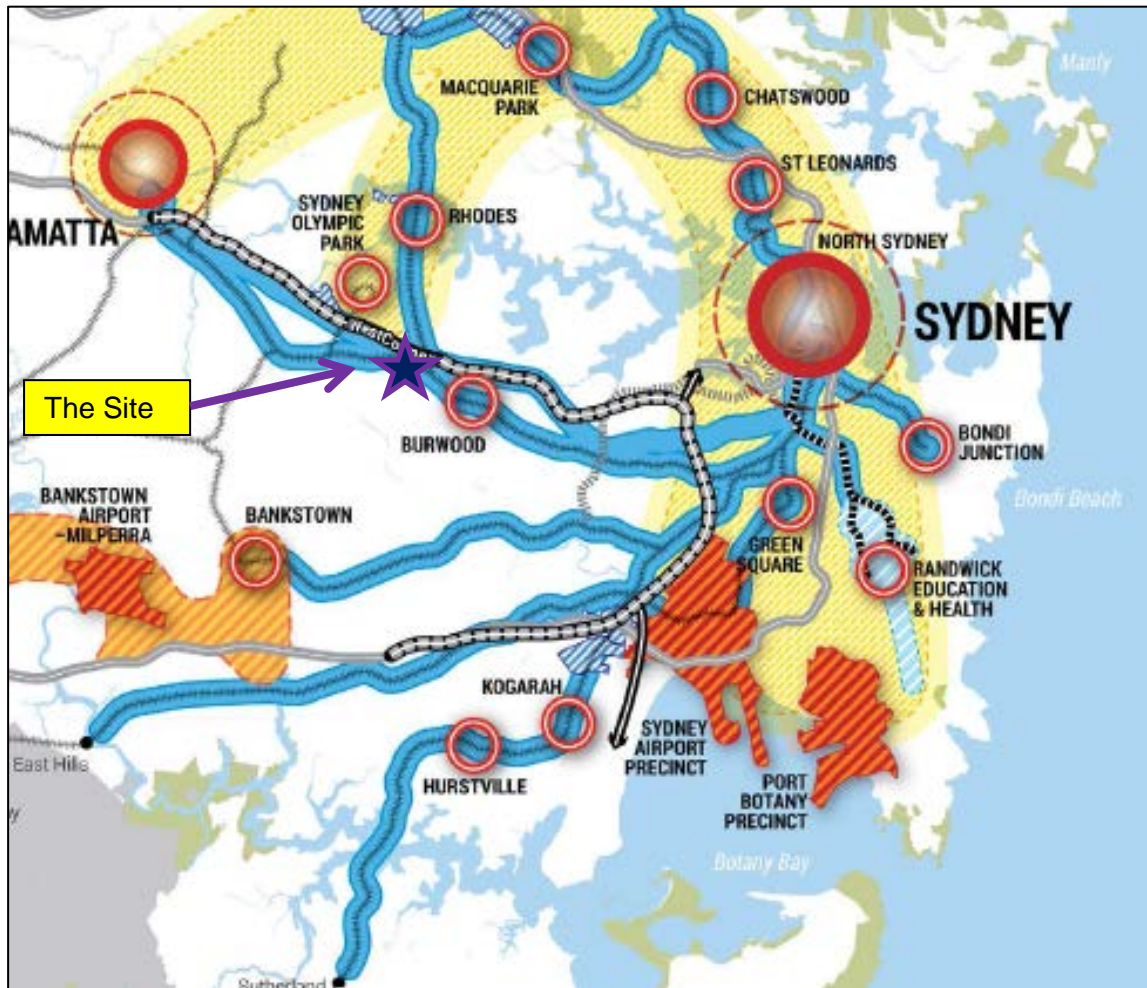 Manly
MACQUARIE
PARK
CHATSWOOD
ST LEONARDS
SYDNEY
OLYMPIC
PARK
RHODES
AMATTA
NORTH SYDNEY
SYDNEY
The Site
BURWOOD
BONDI
JUNCTION
BANKSTOWN
AIRPORT
–MILPERRA
BANKSTOWN
Bondi Beach
GREEN
SQUARE
RANDWICK
EDUCATION
& HEALTH
KOGARAH
SYDNEY
AIRPORT
PRECINCT
East Hills
HURSTVILLE
PORT
BOTANY
PRECINCT
Botany Bay
Sutherland